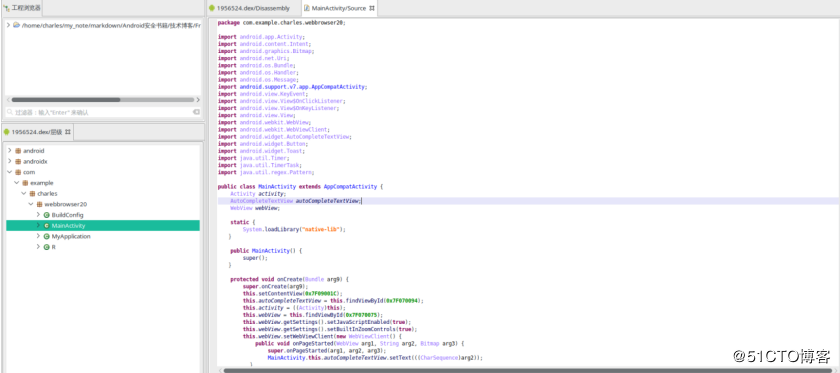 工程浏览器
/home/charles/my_note/markdown/Android安全书籍/技术博客/Fr
过滤器：输入"Enter" 来确认
1956524.dex/层级
android
androidx
com
example
charles
webbrowser20
BuildConfig
MainActivity
MyApplication
R
1956524.dex/Disassembly
MainActivity/Source
package com.example.charles.webbrowser20;
import android.app.Activity;
import android.content.Intent;
import android.graphics.Bitmap;
import android.net.Uri;
import android.os.Bundle;
import android.os.Handler;
import android.os.Message;
import android.support.v7.app.AppCompatActivity;
import android.view.KeyEvent;
import android.view.View$OnClickListener;
import android.view.View$OnKeyListener;
import android.view.View;
import android.webkit.WebView;
import android.webkit.WebViewClient;
import android.widget.AutoCompleteTextView;
import android.widget.Button;
import android.widget.Toast;
import java.util.Timer;
import java.util.TimerTask;
import java.util.regex.Pattern;
public class MainActivity extends AppCompatActivity {
Activity activity;
AutoCompleteTextView autoCompleteTextView;
WebView webView;
static {
System.loadLibrary("native-lib");
}
public MainActivity() {
super();
}
protected void onCreate(Bundle arg9) {
super.onCreate(arg9);
this.setContentView(0x7F09001C);
this.autoCompleteTextView = this.findViewById(0x7F070094);
this.activity = ((Activity)this);
this.webView = this.findViewById(0x7F070075);
this.webView.getSettings().setJavaScriptEnabled(true);
this.webView.getSettings().setBuiltInZoomControls(true);
this.webView.setWebViewClient(new WebViewClient() {
public void onPageStarted(WebView arg1, String arg2, Bitmap arg3) {
super.onPageStarted(arg1, arg2, arg3);
MainActivity.this.autoCompleteTextView.setText(((CharSequence)arg2));
}
@51CTO博客